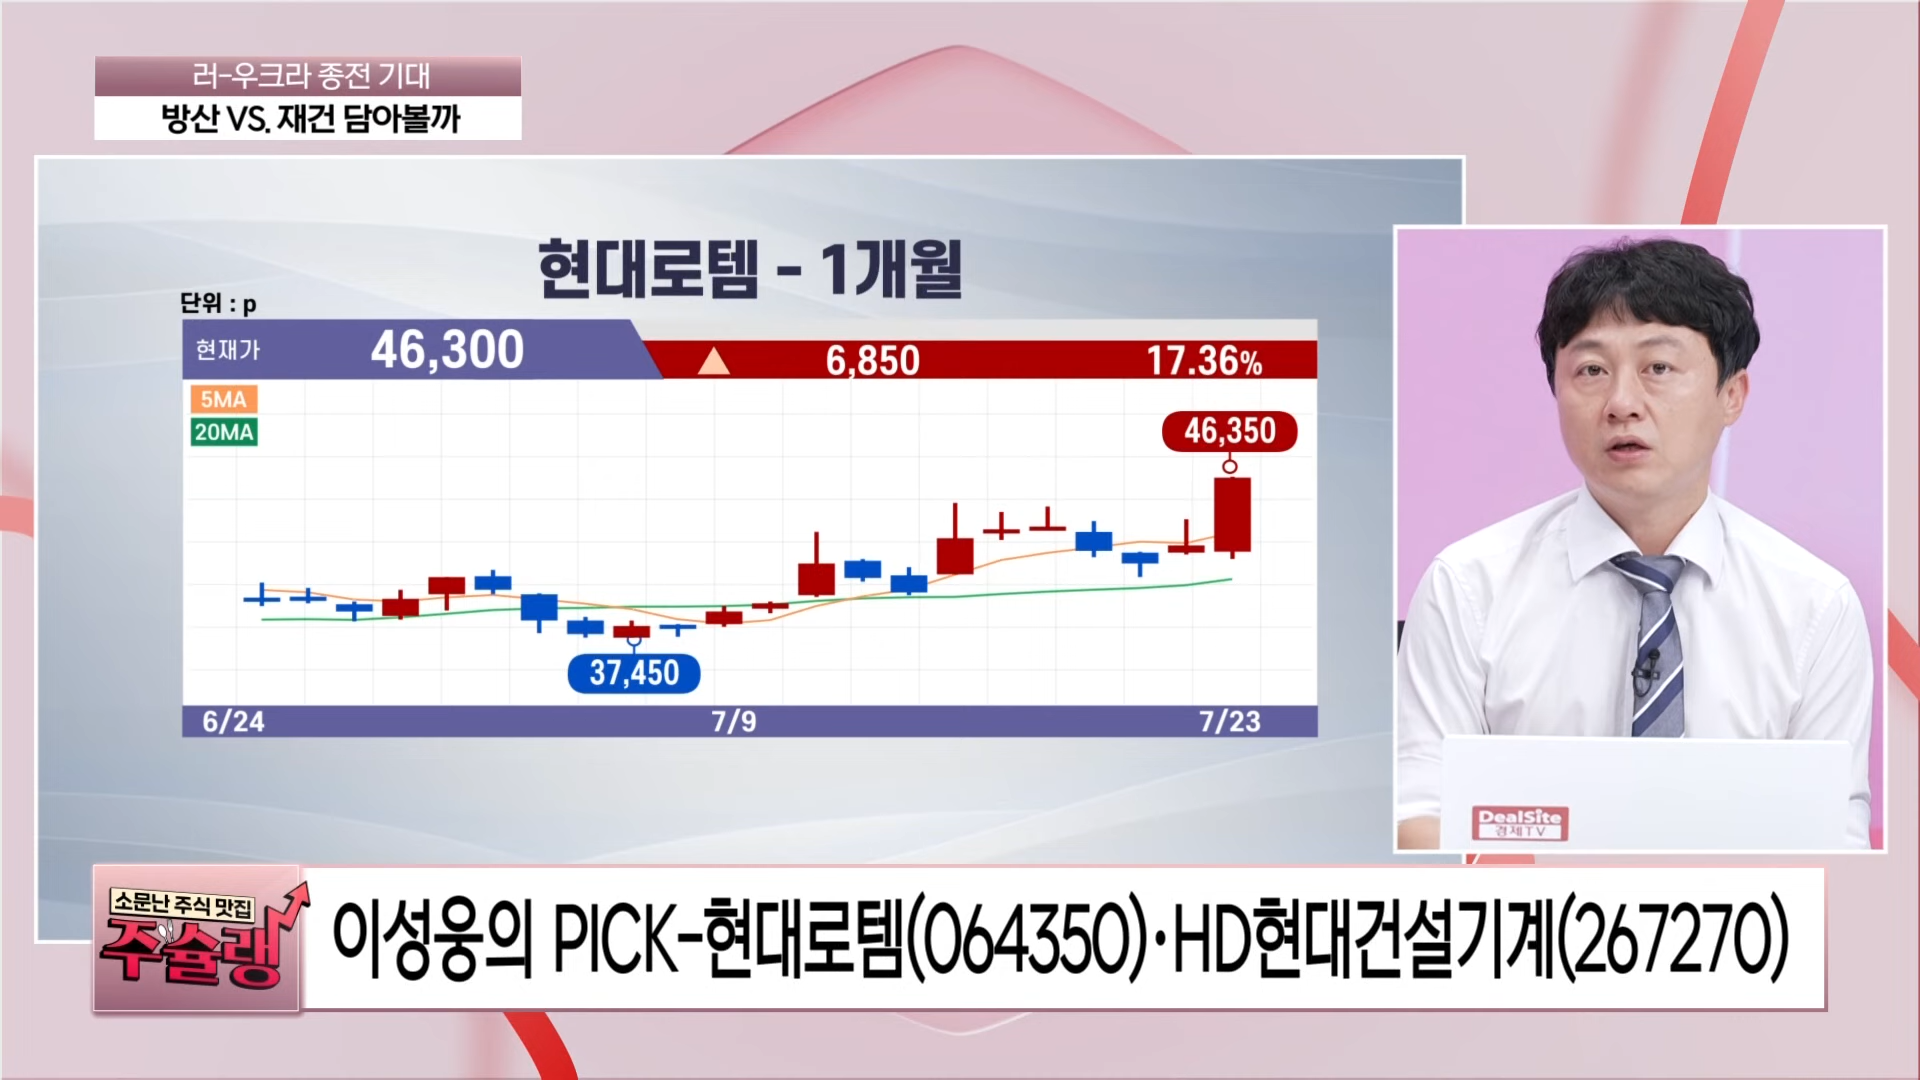 러-우크라 종전 기대
방산 VS. 재건 담아볼까
현대로템 - 1개월
단위 : p
현재가 46,300 6,850 17.36%
5MA
20MA
46,350
37,450
6/24 7/9 7/23
DealSite
경제TV
소문난 주식 맛집
주슐랭
이성웅의 PICK-현대로템(064350)·HD현대건설기계(267270)